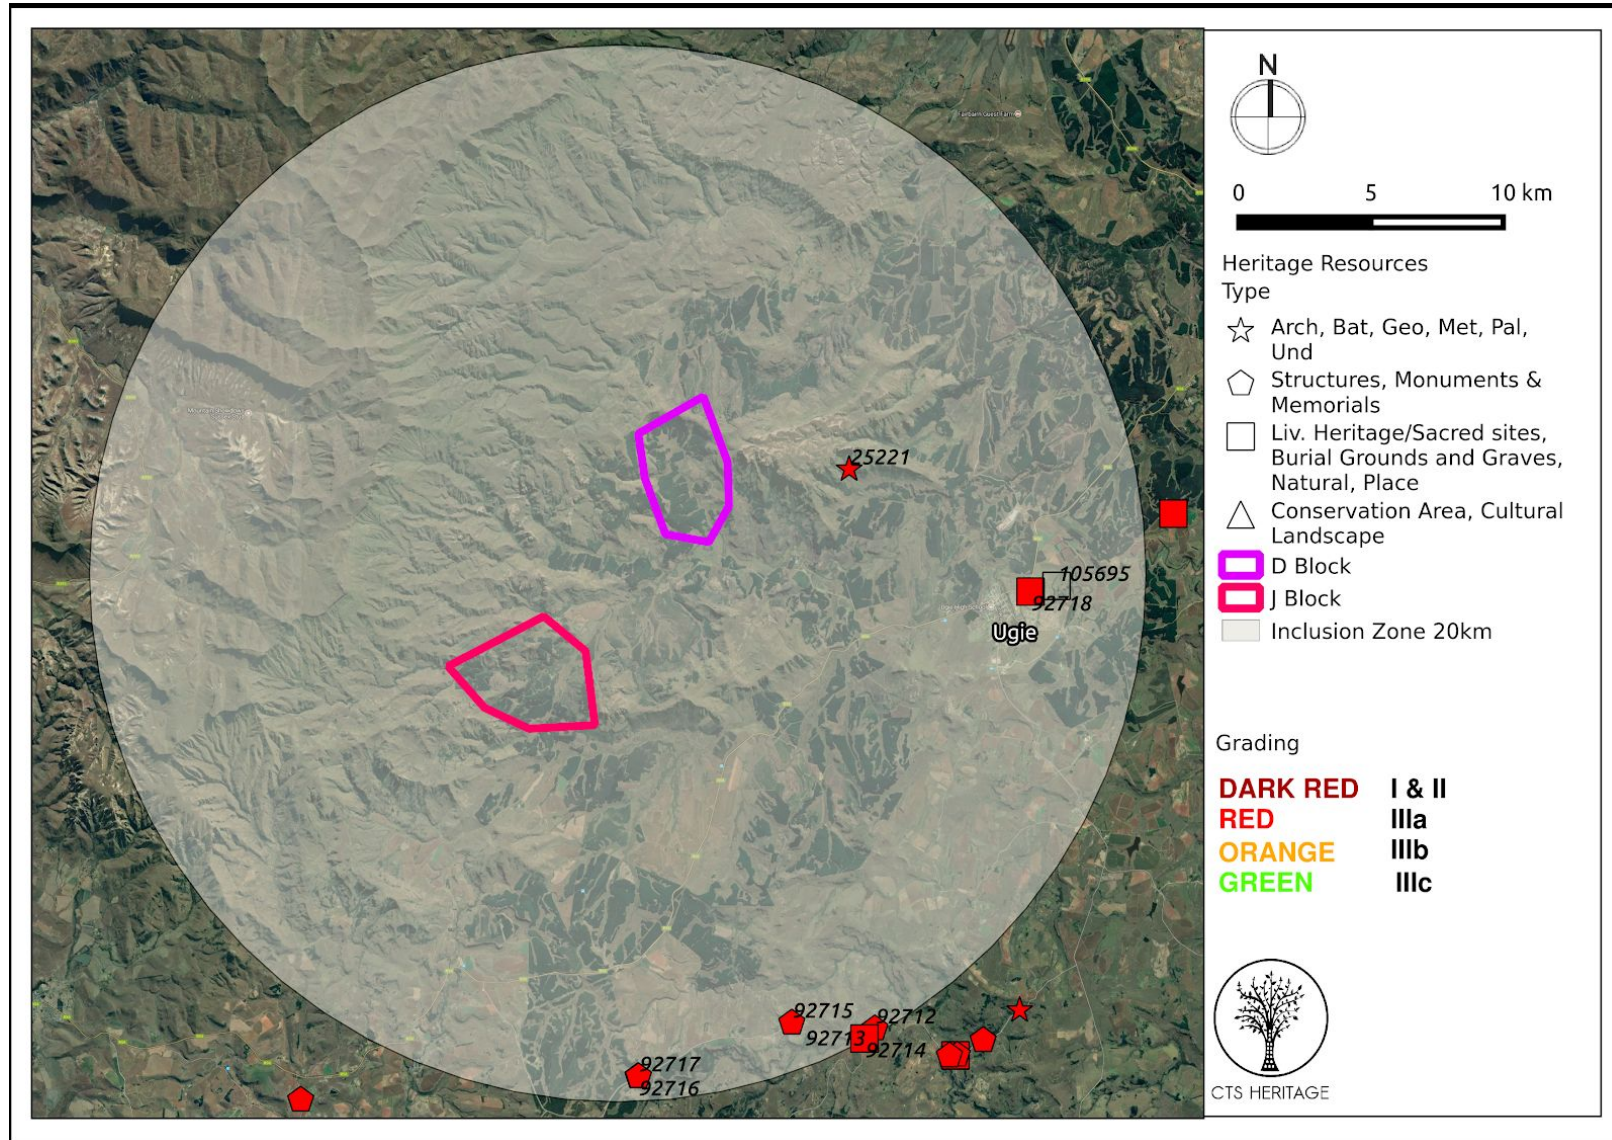 25221
105695
92718
Ugie
92715
92712
92713
92714
92717
92716
N
0 5 10 km
Heritage Resources
Type
Arch, Bat, Geo, Met, Pal,
Und
Structures, Monuments &
Memorials
Liv. Heritage/Sacred sites,
Burial Grounds and Graves,
Natural, Place
Conservation Area, Cultural
Landscape
D Block
J Block
Inclusion Zone 20km
Grading
DARK RED I & II
RED IIIa
ORANGE IIIb
GREEN IIIc
CTS HERITAGE